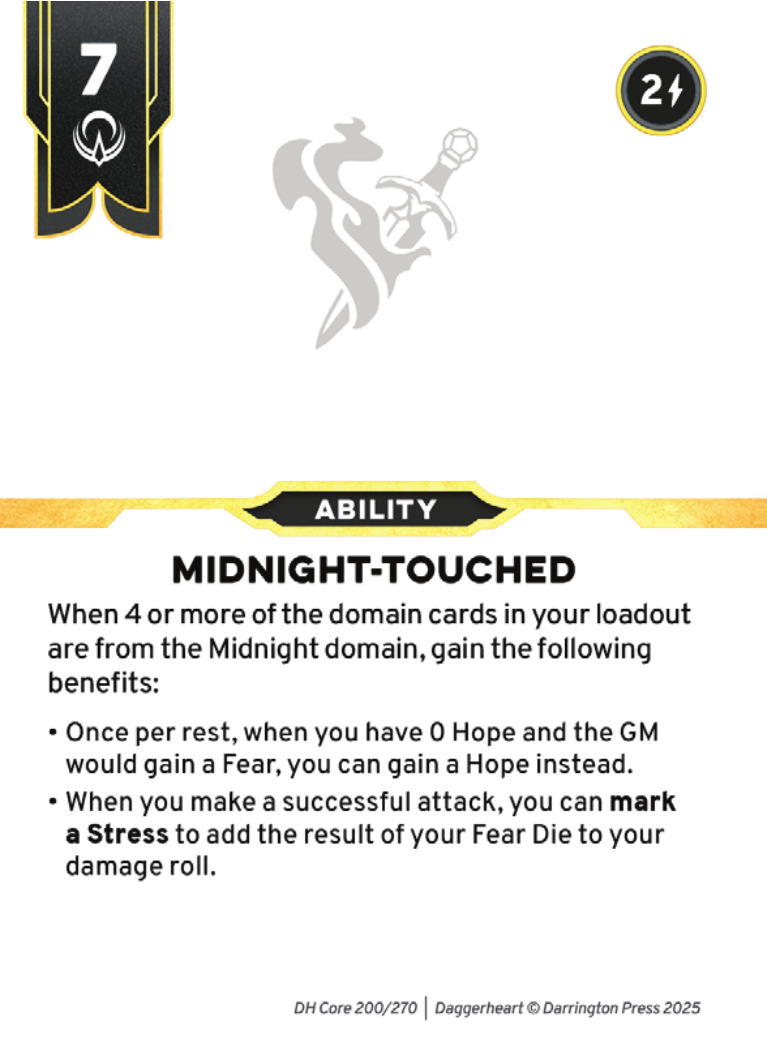 7
2
ABILITY
MIDNIGHT-TOUCHED
When 4 or more of the domain cards in your loadout
are from the Midnight domain, gain the following
benefits:
• Once per rest, when you have 0 Hope and the GM
would gain a Fear, you can gain a Hope instead.
• When you make a successful attack, you can mark
a Stress to add the result of your Fear Die to your
damage roll.
DH Core 200/270 | Daggerheart © Darrington Press 2025